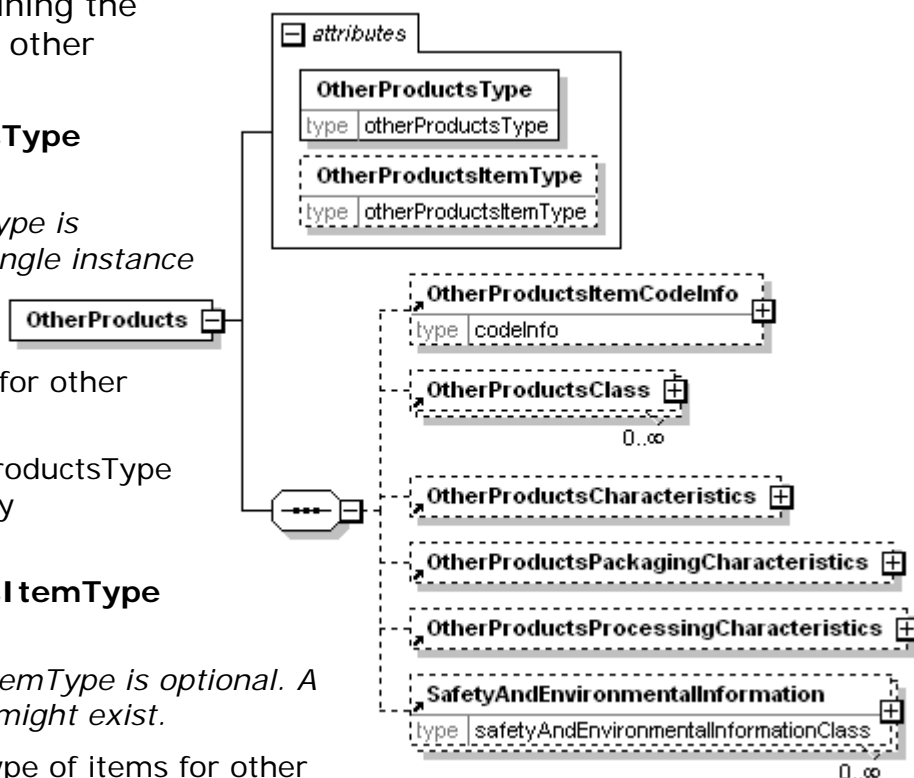 ning the
other
attributes
OtherProductsType
type otherProductsType
Type
OtherProductsItemType
type otherProductsItemType
ype is
ngle instance
OtherProductsItemCodeInfo
type codeInfo
OtherProducts
for other
OtherProductsClass
0..∞
roductsType
y
OtherProductsCharacteristics
OtherProductsPackagingCharacteristics
ItemType
OtherProductsProcessingCharacteristics
emType is optional. A
might exist.
SafetyAndEnvironmentalInformation
type safetyAndEnvironmentalInformationClass
0..∞
pe of items for other